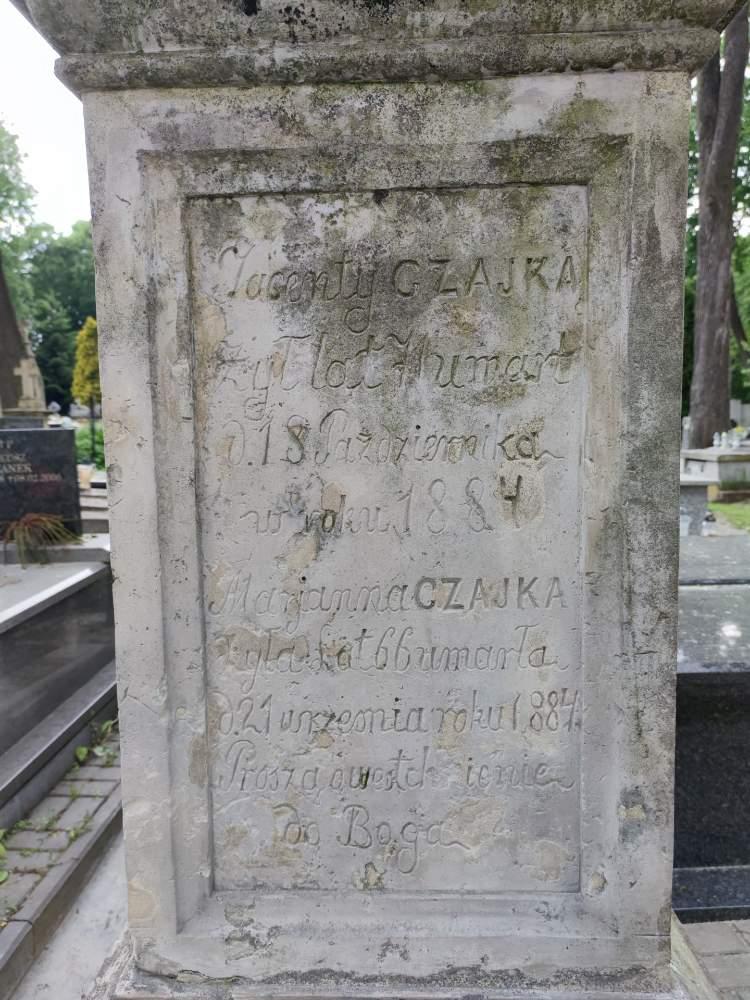 Jacenty CZAJKA
żył lat 71 umarł
d. 18 Października
w roku 1884
Marjanna CZAJKA
żyła Lat 66 umarła
d. 21 września roku 1884
Proszą o westchnienie
do Boga
ANEK